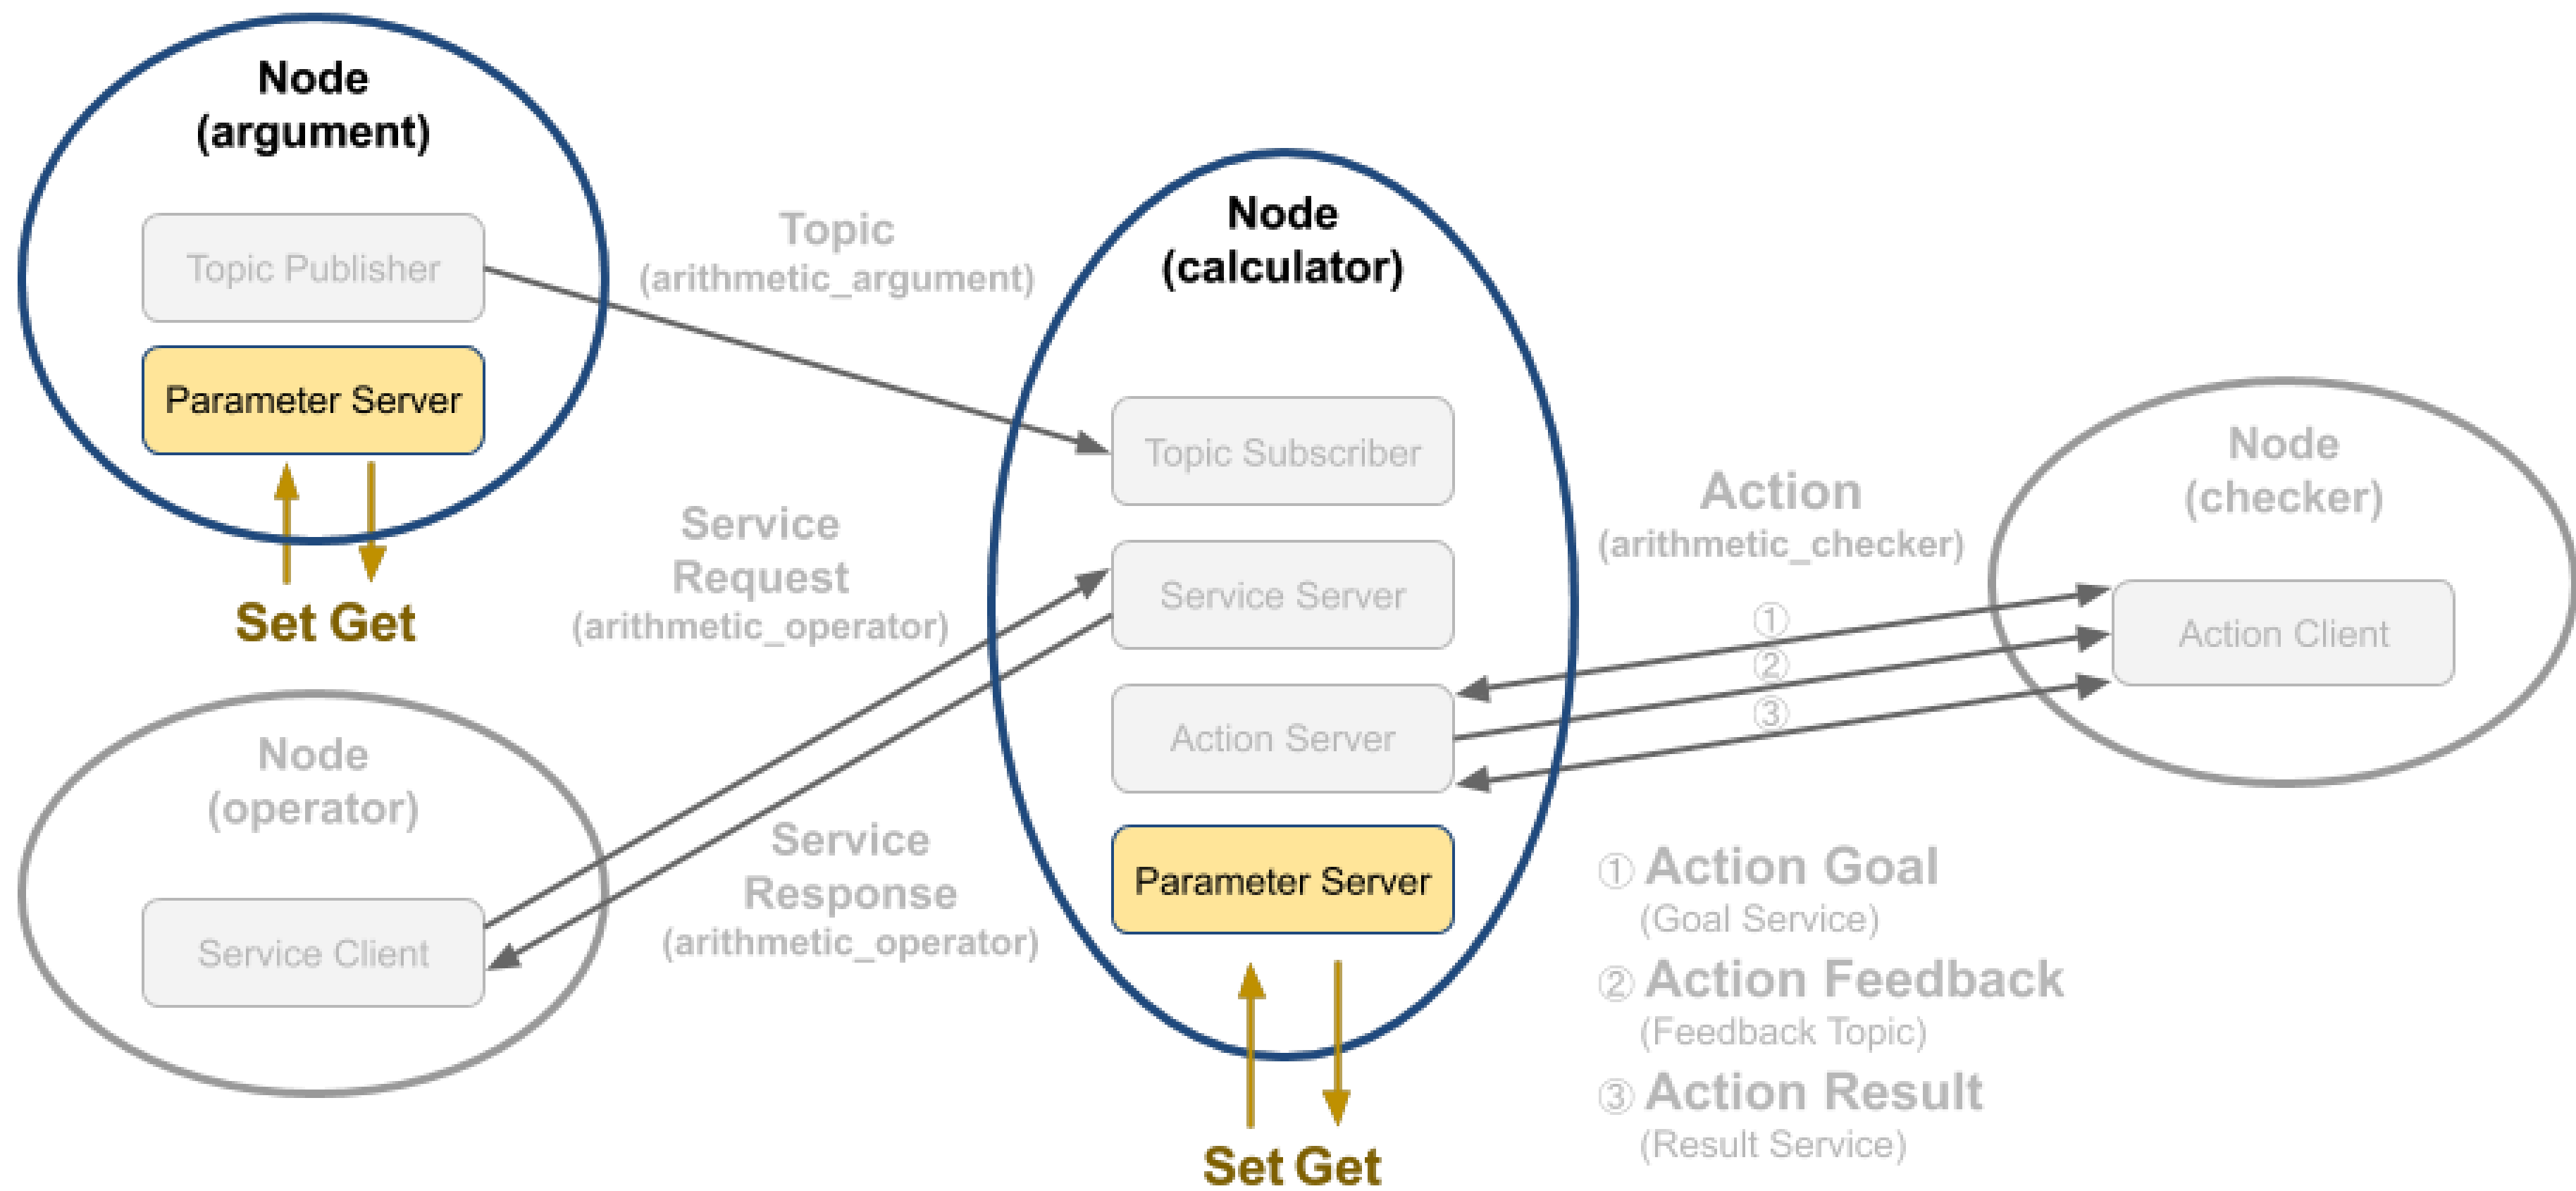 Node
(argument)
Topic Publisher
Parameter Server
Set Get
Topic
(arithmetic_argument)
Node
(calculator)
Topic Subscriber
Service Server
Action Server
Parameter Server
Set Get
Service
Request
(arithmetic_operator)
Node
(operator)
Service Client
Service
Response
(arithmetic_operator)
Action
(arithmetic_checker)
①
②
③
Node
(checker)
Action Client
① Action Goal
(Goal Service)
② Action Feedback
(Feedback Topic)
③ Action Result
(Result Service)